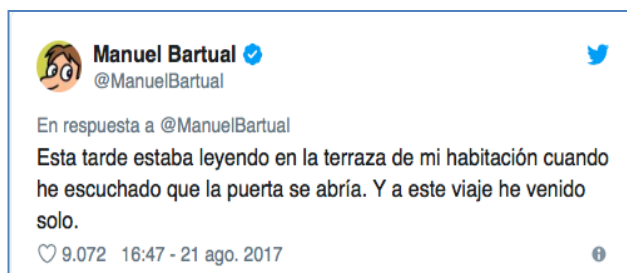 Manuel Bartual
@ManuelBartual
En respuesta a @ManuelBartual
Esta tarde estaba leyendo en la terraza de mi habitación cuando
he escuchado que la puerta se abría. Y a este viaje he venido
solo.
9.072 16:47 - 21 ago. 2017